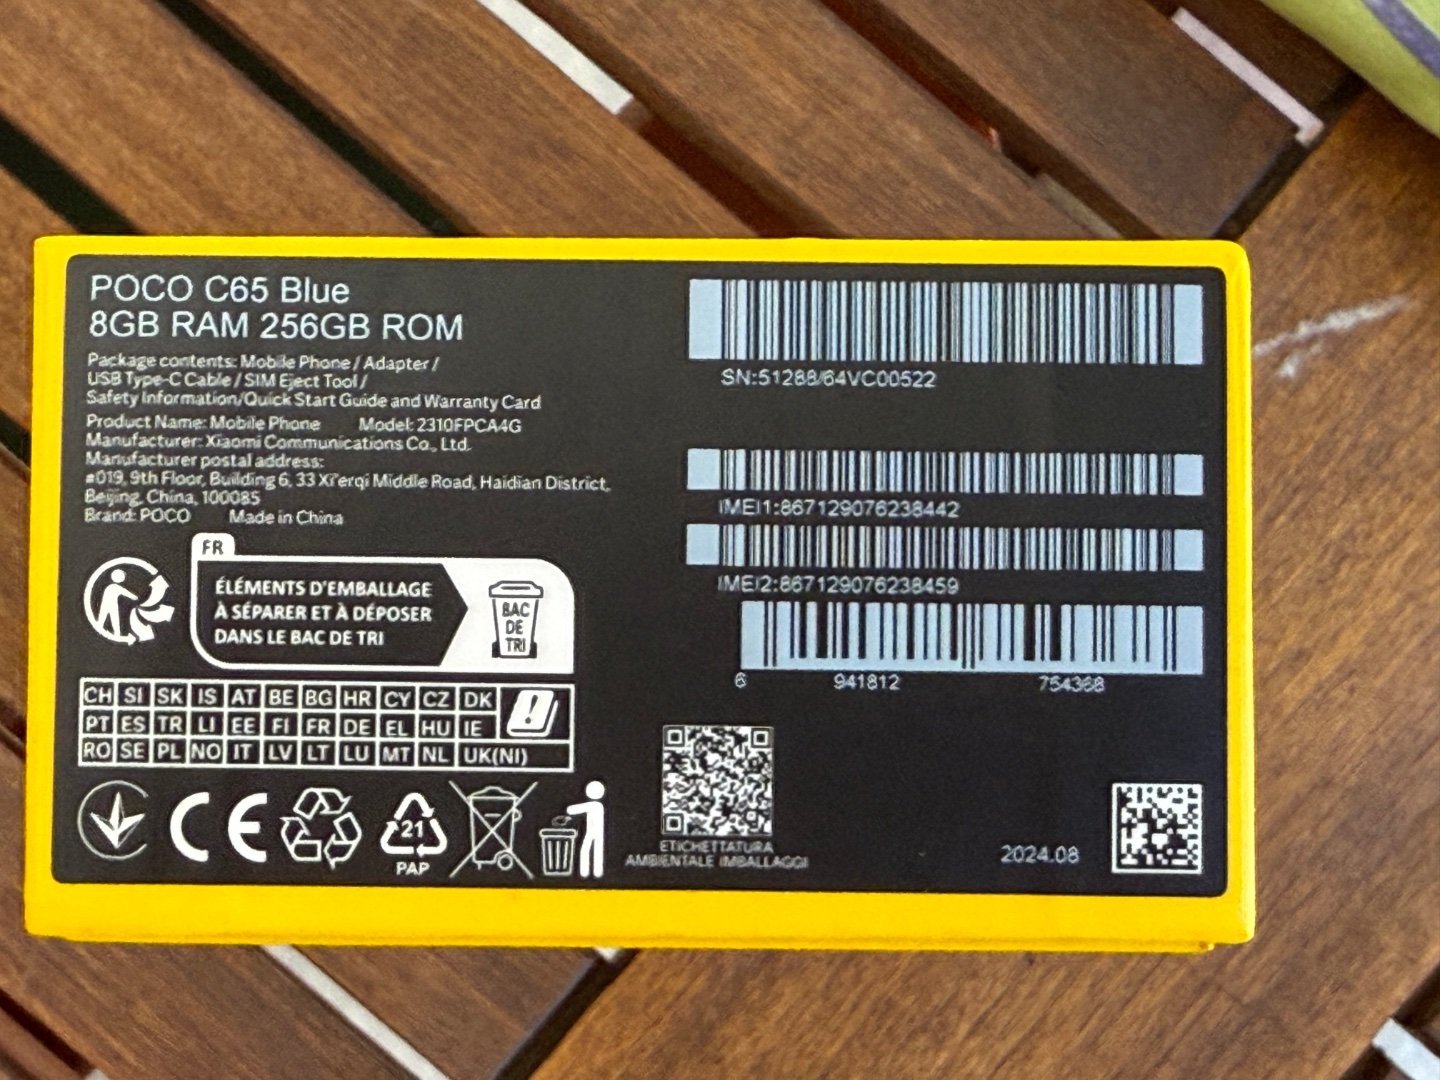 POCO C65 Blue
8GB RAM 256GB ROM
Package contents: Mobile Phone / Adapter /
USB Type-C Cable / SIM Eject Tool /
Safety Information/Quick Start Guide and Warranty Card
Product Name: Mobile Phone Model: 2310FPCA4G
Manufacturer: Xiaomi Communications Co., Ltd.
Manufacturer postal address:
#019, 9th Floor, Building 6, 33 Xi'erqi Middle Road, Haidian District,
Beijing, China, 100085
Brand: POCO Made in China
FR
ÉLÉMENTS D'EMBALLAGE
À SÉPARER ET À DÉPOSER
DANS LE BAC DE TRI
BAC
DE
TRI
CH SI SK IS AT BE BG HR CY CZ DK
PT ES TR LI EE FI FR DE EL HU IE
RO SE PL NO IT LV LT LU MT NL UK(NI)
CE
21
PAP
SN:51288/64VC00522
IMEI1:867129076238442
IMEI2:867129076238459
6 941812 754368
ETICHETTATURA
AMBIENTALE IMBALLAGGI
2024.08